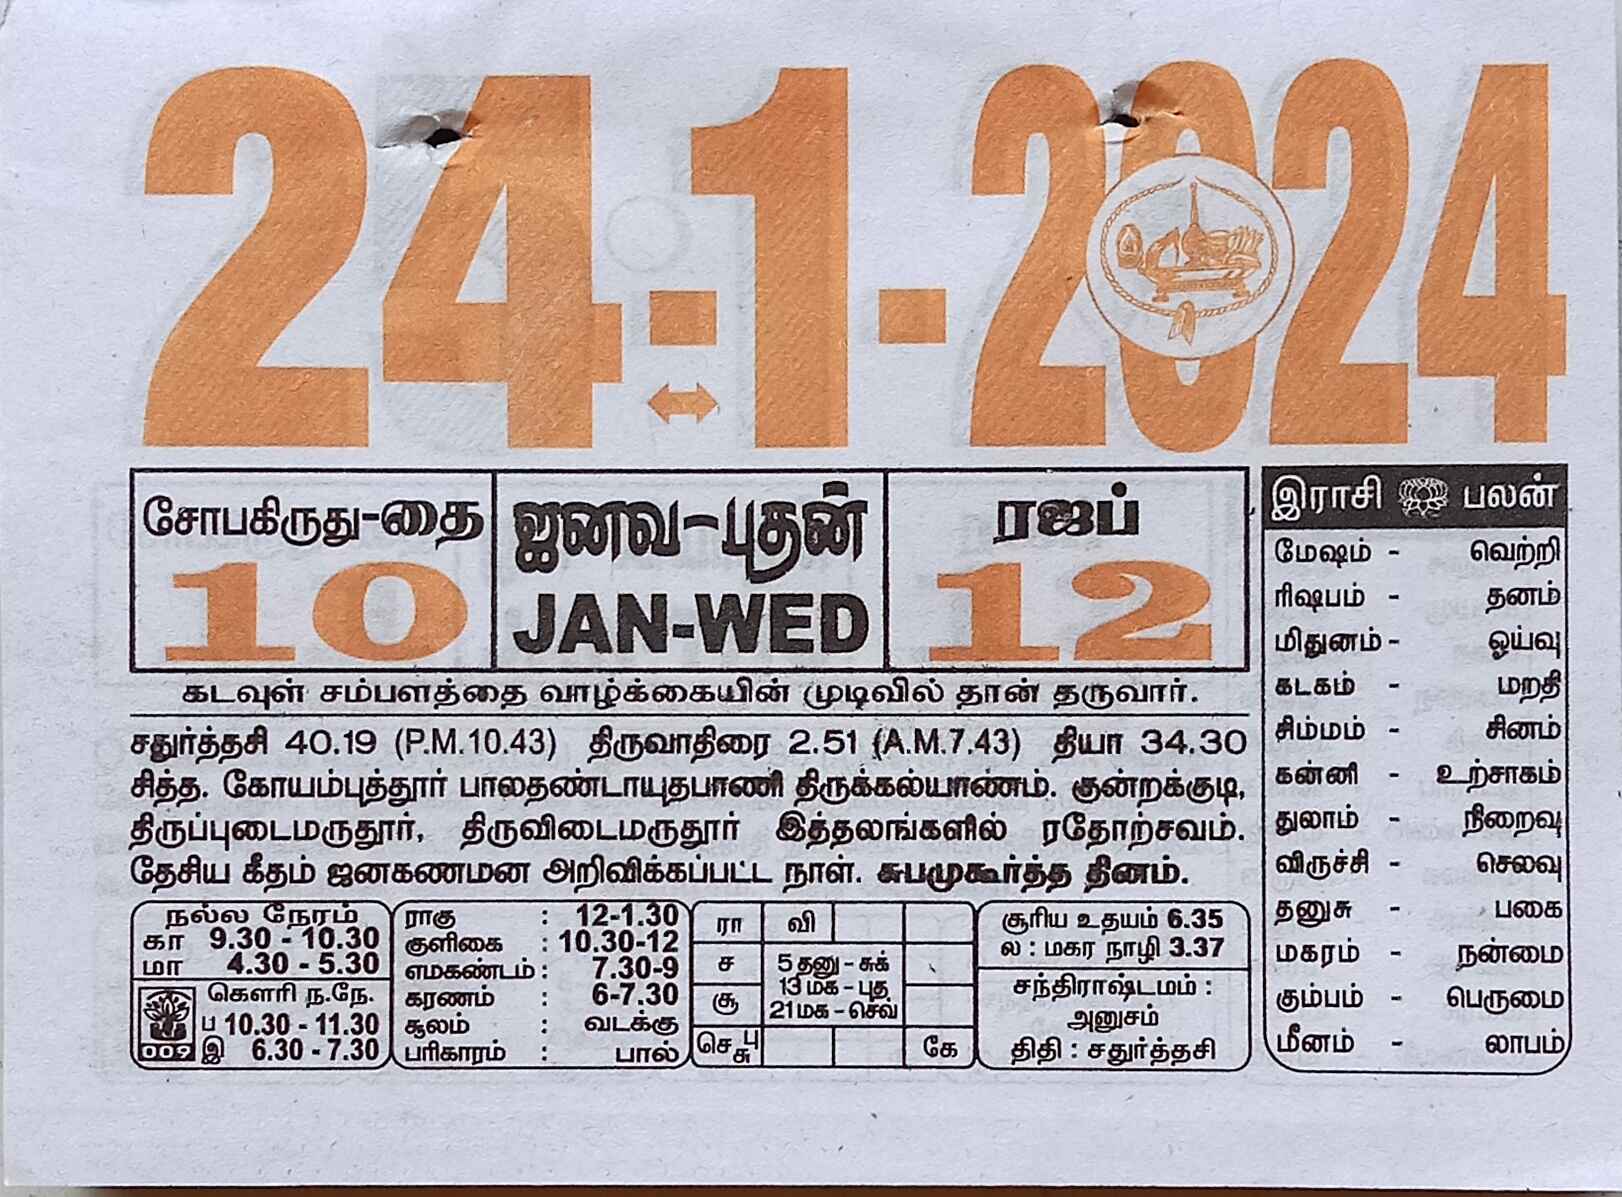 24-1-2024
சோபகிருது-தை
10
ஜனவ-புதன்
JAN-WED
ரஜப்
12
கடவுள் சம்பளத்தை வாழ்க்கையின் முடிவில் தான் தருவார்.
சதுர்த்தசி 40.19 (P.M.10.43) திருவாதிரை 2.51 (A.M.7.43) தியா 34.30
சித்த. கோயம்புத்தூர் பாலதண்டாயுதபாணி திருக்கல்யாணம். குன்றக்குடி,
திருப்புடைமருதூர், திருவிடைமருதூர் இத்தலங்களில் ரதோற்சவம்.
தேசிய கீதம் ஜனகணமன அறிவிக்கப்பட்ட நாள். சுபமுகூர்த்த தினம்.
நல்ல நேரம்
கா 9.30 - 10.30
மா 4.30 - 5.30
கௌரி ந.நே.
ப 10.30 - 11.30
இ 6.30 - 7.30
009
ராகு : 12-1.30
குளிகை : 10.30-12
எமகண்டம் : 7.30-9
கரணம் : 6-7.30
சூலம் : வடக்கு
பரிகாரம் : பால்
ரா வி
ச
சூ
5 தனு - சுக்
13 மக - புத
21 மக - செவ்
செ பு சு கே
சூரிய உதயம் 6.35
ல : மகர நாழி 3.37
சந்திராஷ்டமம் :
அனுசம்
திதி : சதுர்த்தசி
இராசி பலன்
மேஷம் - வெற்றி
ரிஷபம் - தனம்
மிதுனம் - ஓய்வு
கடகம் - மறதி
சிம்மம் - சினம்
கன்னி - உற்சாகம்
துலாம் - நிறைவு
விருச்சி - செலவு
தனுசு - பகை
மகரம் - நன்மை
கும்பம் - பெருமை
மீனம் - லாபம்